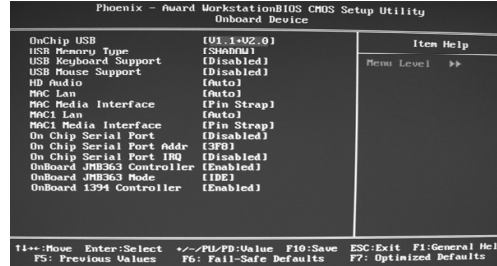 Phoenix - Award WorkstationBIOS CMOS Setup Utility
Onboard Device
OnChip USB [V1.1+V2.0]
USB Memory Type [SHADOW]
USB Keyboard Support [Disabled]
USB Mouse Support [Disabled]
HD Audio [Auto]
MAC Lan [Auto]
MAC Media Interface [Pin Strap]
MAC1 Lan [Auto]
MAC1 Media Interface [Pin Strap]
On Chip Serial Port [Disabled]
On Chip Serial Port Addr [3F8]
On Chip Serial Port IRQ [Disabled]
OnBoard JMB363 Controller [Enabled]
OnBoard JMB363 Mode [IDE]
OnBoard 1394 Controller [Enabled]
Item Help
Menu Level ▸▸
↑↓→←:Move Enter:Select +/-/PU/PD:Value F10:Save ESC:Exit F1:General Hel
F5: Previous Values F6: Fail-Safe Defaults F7: Optimized Defaults